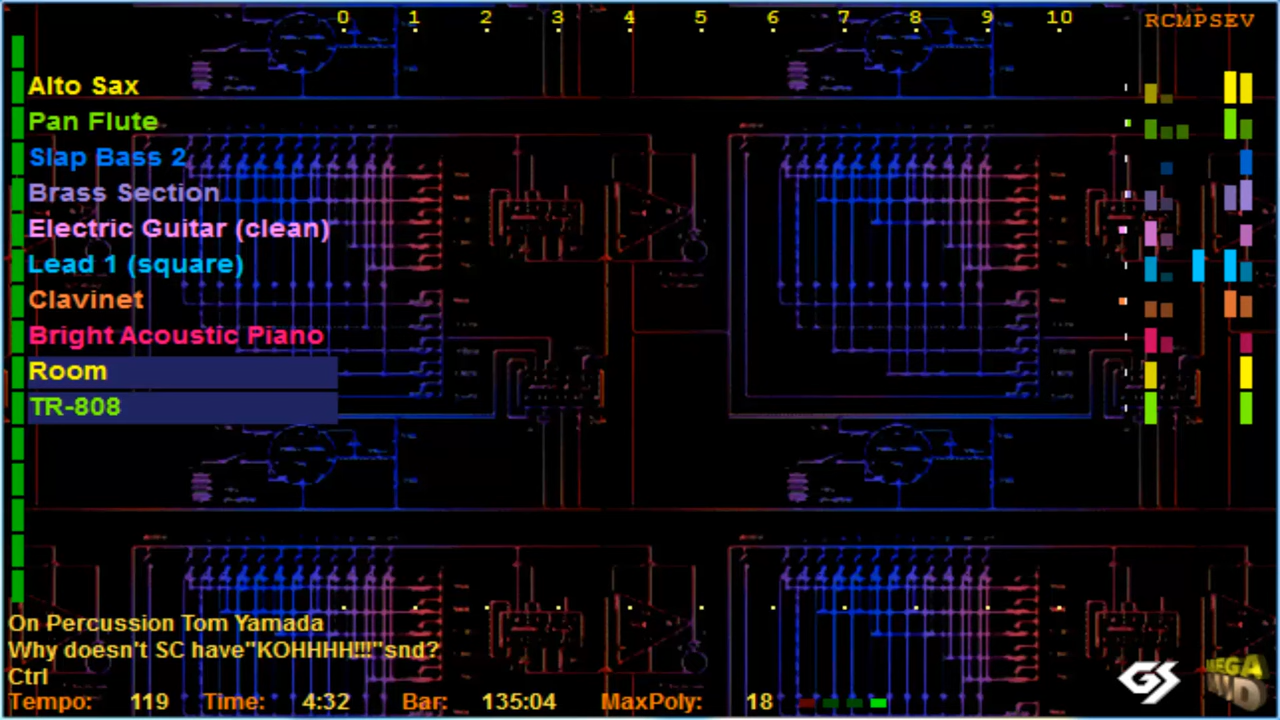 0 1 2 3 4 5 6 7 8 9 10 RCMPSEV
Alto Sax
Pan Flute
Slap Bass 2
Brass Section
Electric Guitar (clean)
Lead 1 (square)
Clavinet
Bright Acoustic Piano
Room
TR-808
On Percussion Tom Yamada
Why doesn't SC have"KOHHHH!!!"snd?
Ctrl
Tempo: 119 Time: 4:32 Bar: 135:04 MaxPoly: 18
GS
MEGA